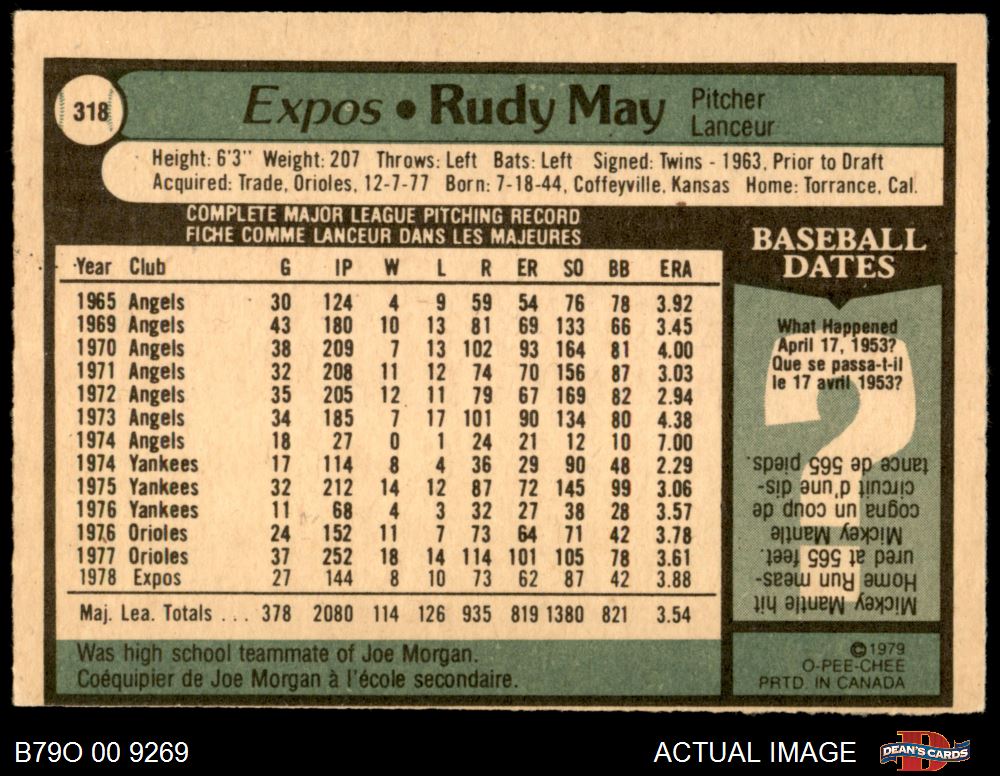 318
Expos • Rudy May Pitcher
Lanceur
Height: 6'3" Weight: 207 Throws: Left Bats: Left Signed: Twins - 1963, Prior to Draft
Acquired: Trade, Orioles, 12-7-77 Born: 7-18-44, Coffeyville, Kansas Home: Torrance, Cal.
COMPLETE MAJOR LEAGUE PITCHING RECORD
FICHE COMME LANCEUR DANS LES MAJEURES
Year Club G IP W L R ER SO BB ERA
1965 Angels 30 124 4 9 59 54 76 78 3.92
1969 Angels 43 180 10 13 81 69 133 66 3.45
1970 Angels 38 209 7 13 102 93 164 81 4.00
1971 Angels 32 208 11 12 74 70 156 87 3.03
1972 Angels 35 205 12 11 79 67 169 82 2.94
1973 Angels 34 185 7 17 101 90 134 80 4.38
1974 Angels 18 27 0 1 24 21 12 10 7.00
1974 Yankees 17 114 8 4 36 29 90 48 2.29
1975 Yankees 32 212 14 12 87 72 145 99 3.06
1976 Yankees 11 68 4 3 32 27 38 28 3.57
1976 Orioles 24 152 11 7 73 64 71 42 3.78
1977 Orioles 37 252 18 14 114 101 105 78 3.61
1978 Expos 27 144 8 10 73 62 87 42 3.88
Maj. Lea. Totals . . . 378 2080 114 126 935 819 1380 821 3.54
Was high school teammate of Joe Morgan.
Coéquipier de Joe Morgan à l'école secondaire.
BASEBALL
DATES
What Happened
April 17, 1953?
Que se passa-t-il
le 17 avril 1953?
Mickey Mantle hit
Home Run meas-
ured at 565 feet.
Mickey Mantle
cogna un coup de
circuit d'une dis-
tance de 565 pieds.
©1979
O-PEE-CHEE
PRTD. IN CANADA
B79O 00 9269
ACTUAL IMAGE
D
DEAN'S CARDS